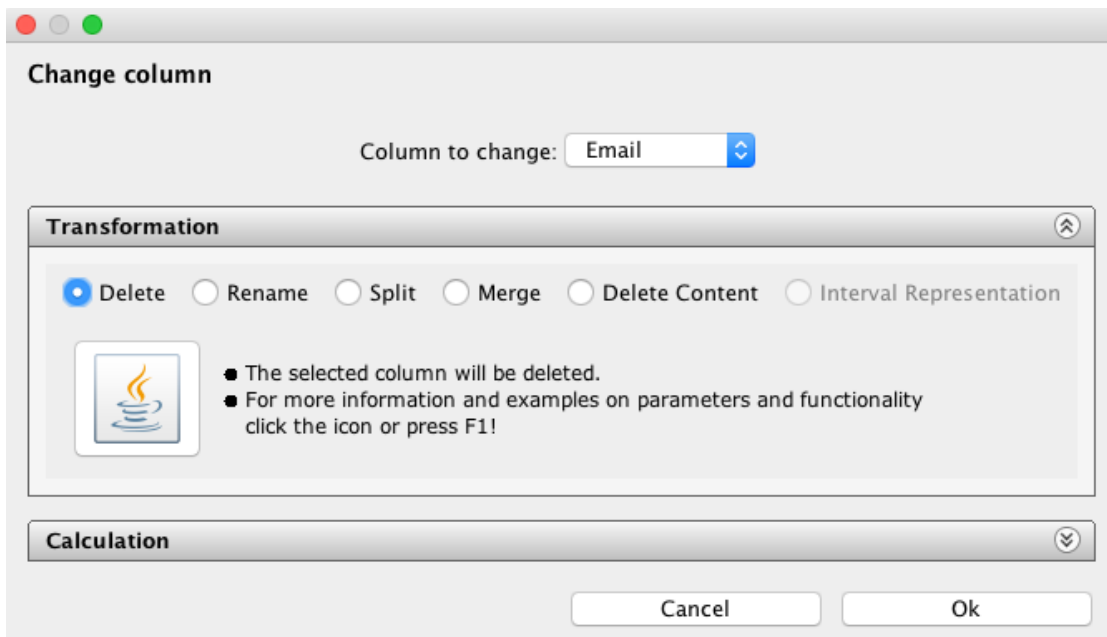 Change column
Column to change: Email
Transformation
Delete Rename Split Merge Delete Content Interval Representation
● The selected column will be deleted.
● For more information and examples on parameters and functionality
click the icon or press F1!
Calculation
Cancel Ok